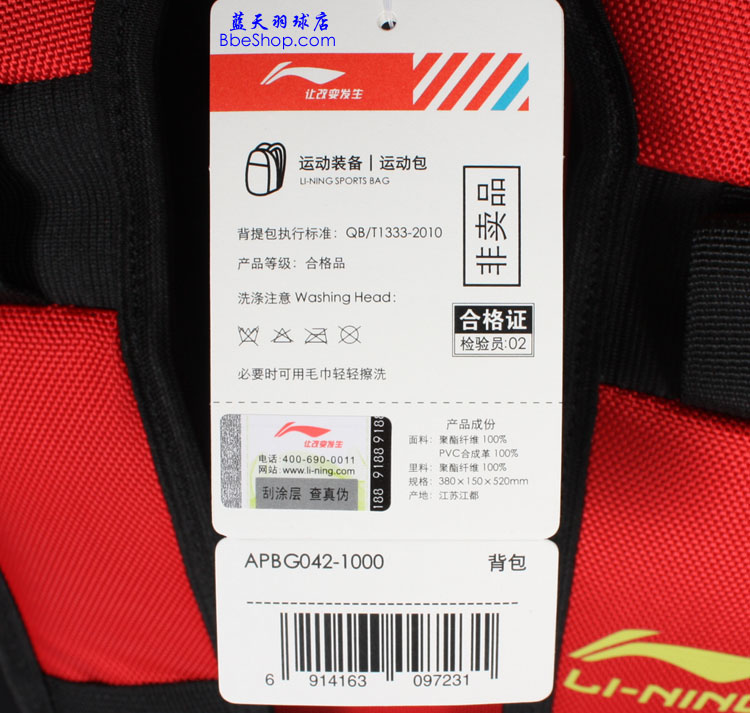 蓝天羽球店
BbeShop.com
让改变发生
运动装备 | 运动包
LI-NING SPORTS BAG
非卖品
背提包执行标准: QB/T1333-2010
产品等级: 合格品
洗涤注意 Washing Head:
合格证
检验员:02
必要时可用毛巾轻轻擦洗
让改变发生
电话:400-690-0011
网站:www.li-ning.com
刮涂层 查真伪
188 9188 9188
产品成份
面料: 聚酯纤维 100%
PVC合成革 100%
里料: 聚酯纤维 100%
规格: 380×150×520mm
产地: 江苏江都
APBG042-1000 背包
6 914163 097231
LI-NING